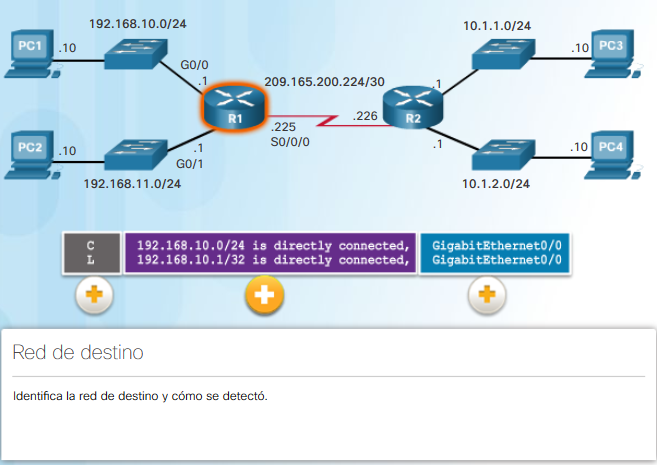 192.168.10.0/24
10.1.1.0/24
PC1
.10
G0/0
.10
PC3
.1
209.165.200.224/30
.1
R1
.225
.226
R2
S0/0/0
PC2
.10
.1
.1
.10
PC4
G0/1
192.168.11.0/24
10.1.2.0/24
C 192.168.10.0/24 is directly connected, GigabitEthernet0/0
L 192.168.10.1/32 is directly connected, GigabitEthernet0/0
Red de destino
Identifica la red de destino y cómo se detectó.